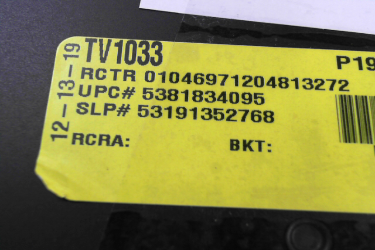 12-13-19
TV1033
P19
RCTR 01046971204813272
UPC# 5381834095
SLP# 53191352768
RCRA:
BKT: